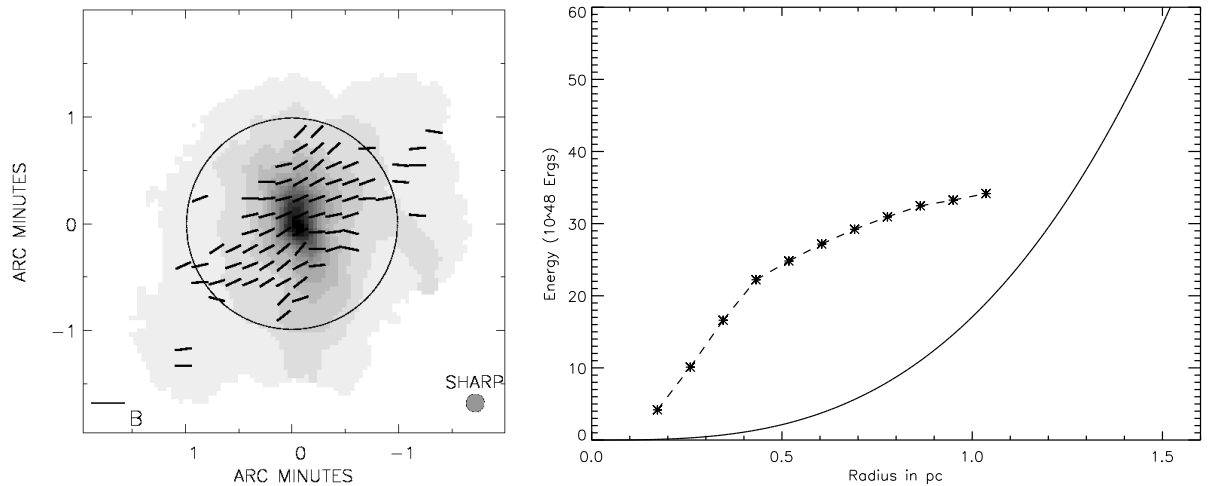 ARC MINUTES
1
0
-1
SHARP
B
1
0
-1
ARC MINUTES
Energy (10^48 Ergs)
60
50
40
30
20
10
0
0.0
0.5
1.0
1.5
Radius in pc